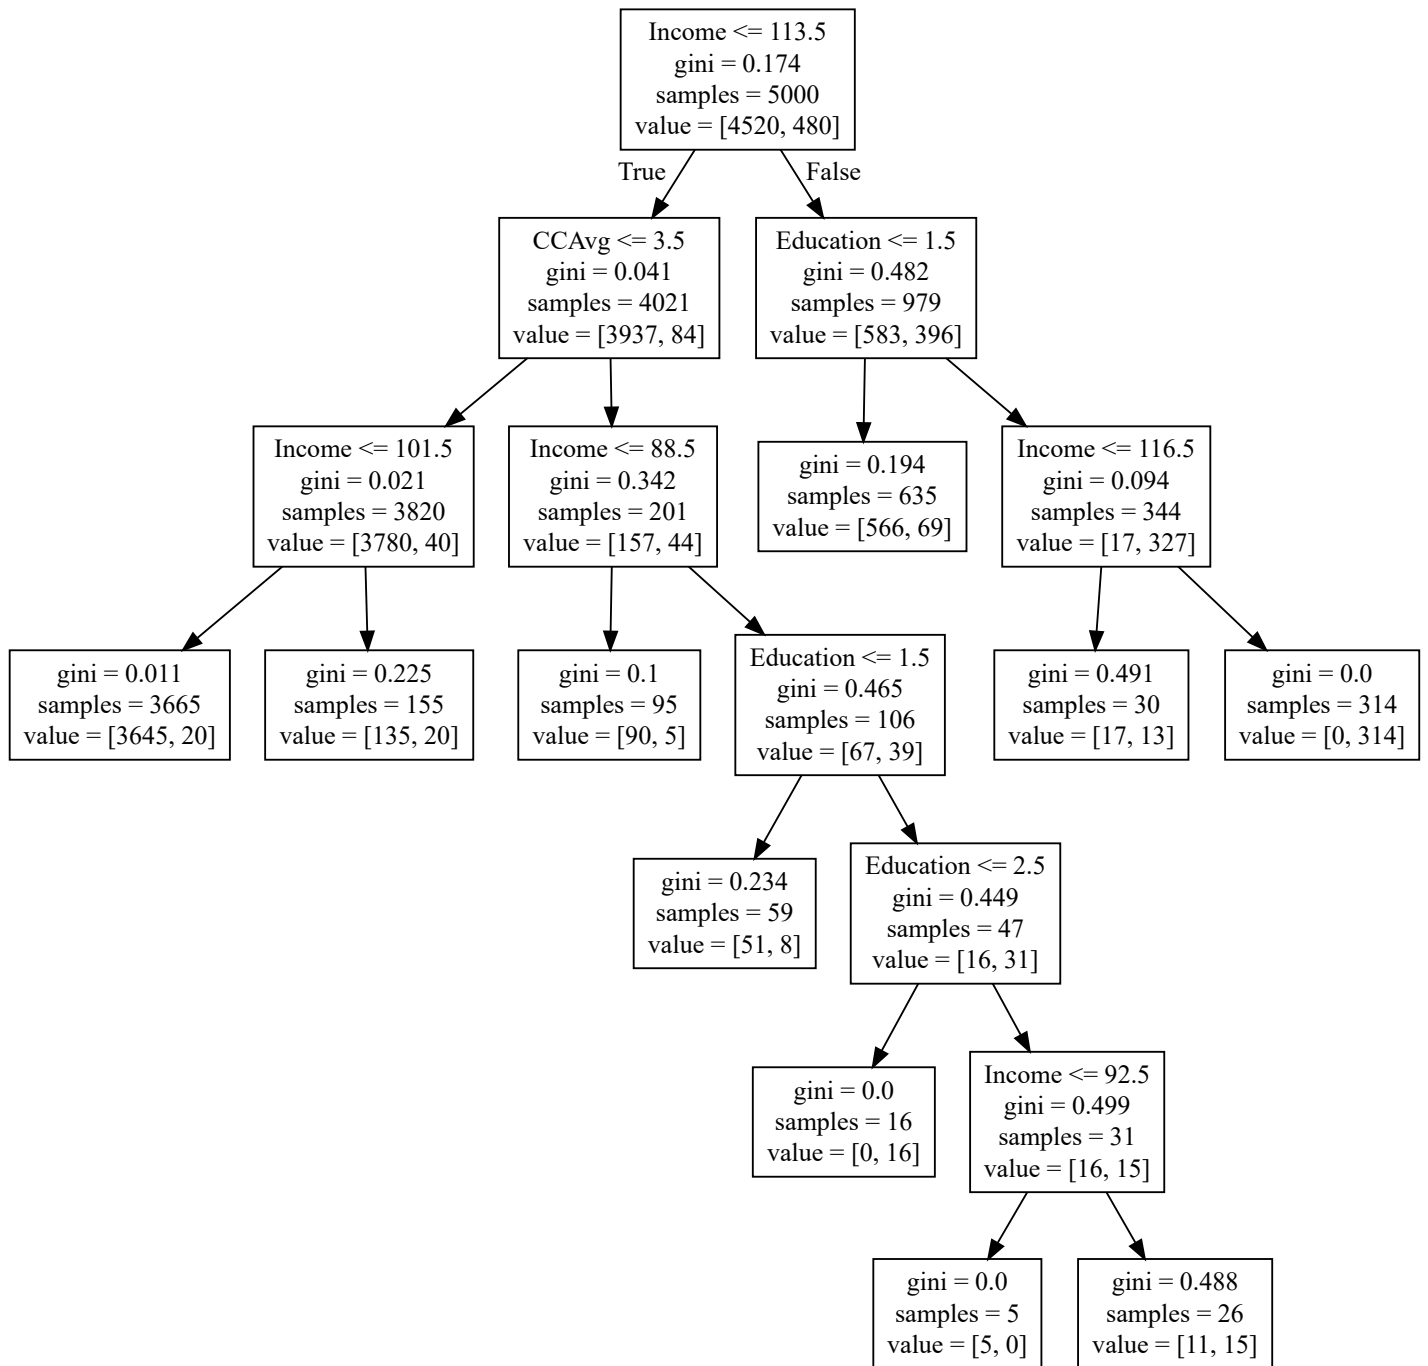 Income <= 113.5
gini = 0.174
samples = 5000
value = [4520, 480]
True
False
CCAvg <= 3.5
gini = 0.041
samples = 4021
value = [3937, 84]
Education <= 1.5
gini = 0.482
samples = 979
value = [583, 396]
Income <= 101.5
gini = 0.021
samples = 3820
value = [3780, 40]
Income <= 88.5
gini = 0.342
samples = 201
value = [157, 44]
gini = 0.194
samples = 635
value = [566, 69]
Income <= 116.5
gini = 0.094
samples = 344
value = [17, 327]
gini = 0.011
samples = 3665
value = [3645, 20]
gini = 0.225
samples = 155
value = [135, 20]
gini = 0.1
samples = 95
value = [90, 5]
Education <= 1.5
gini = 0.465
samples = 106
value = [67, 39]
gini = 0.491
samples = 30
value = [17, 13]
gini = 0.0
samples = 314
value = [0, 314]
gini = 0.234
samples = 59
value = [51, 8]
Education <= 2.5
gini = 0.449
samples = 47
value = [16, 31]
gini = 0.0
samples = 16
value = [0, 16]
Income <= 92.5
gini = 0.499
samples = 31
value = [16, 15]
gini = 0.0
samples = 5
value = [5, 0]
gini = 0.488
samples = 26
value = [11, 15]